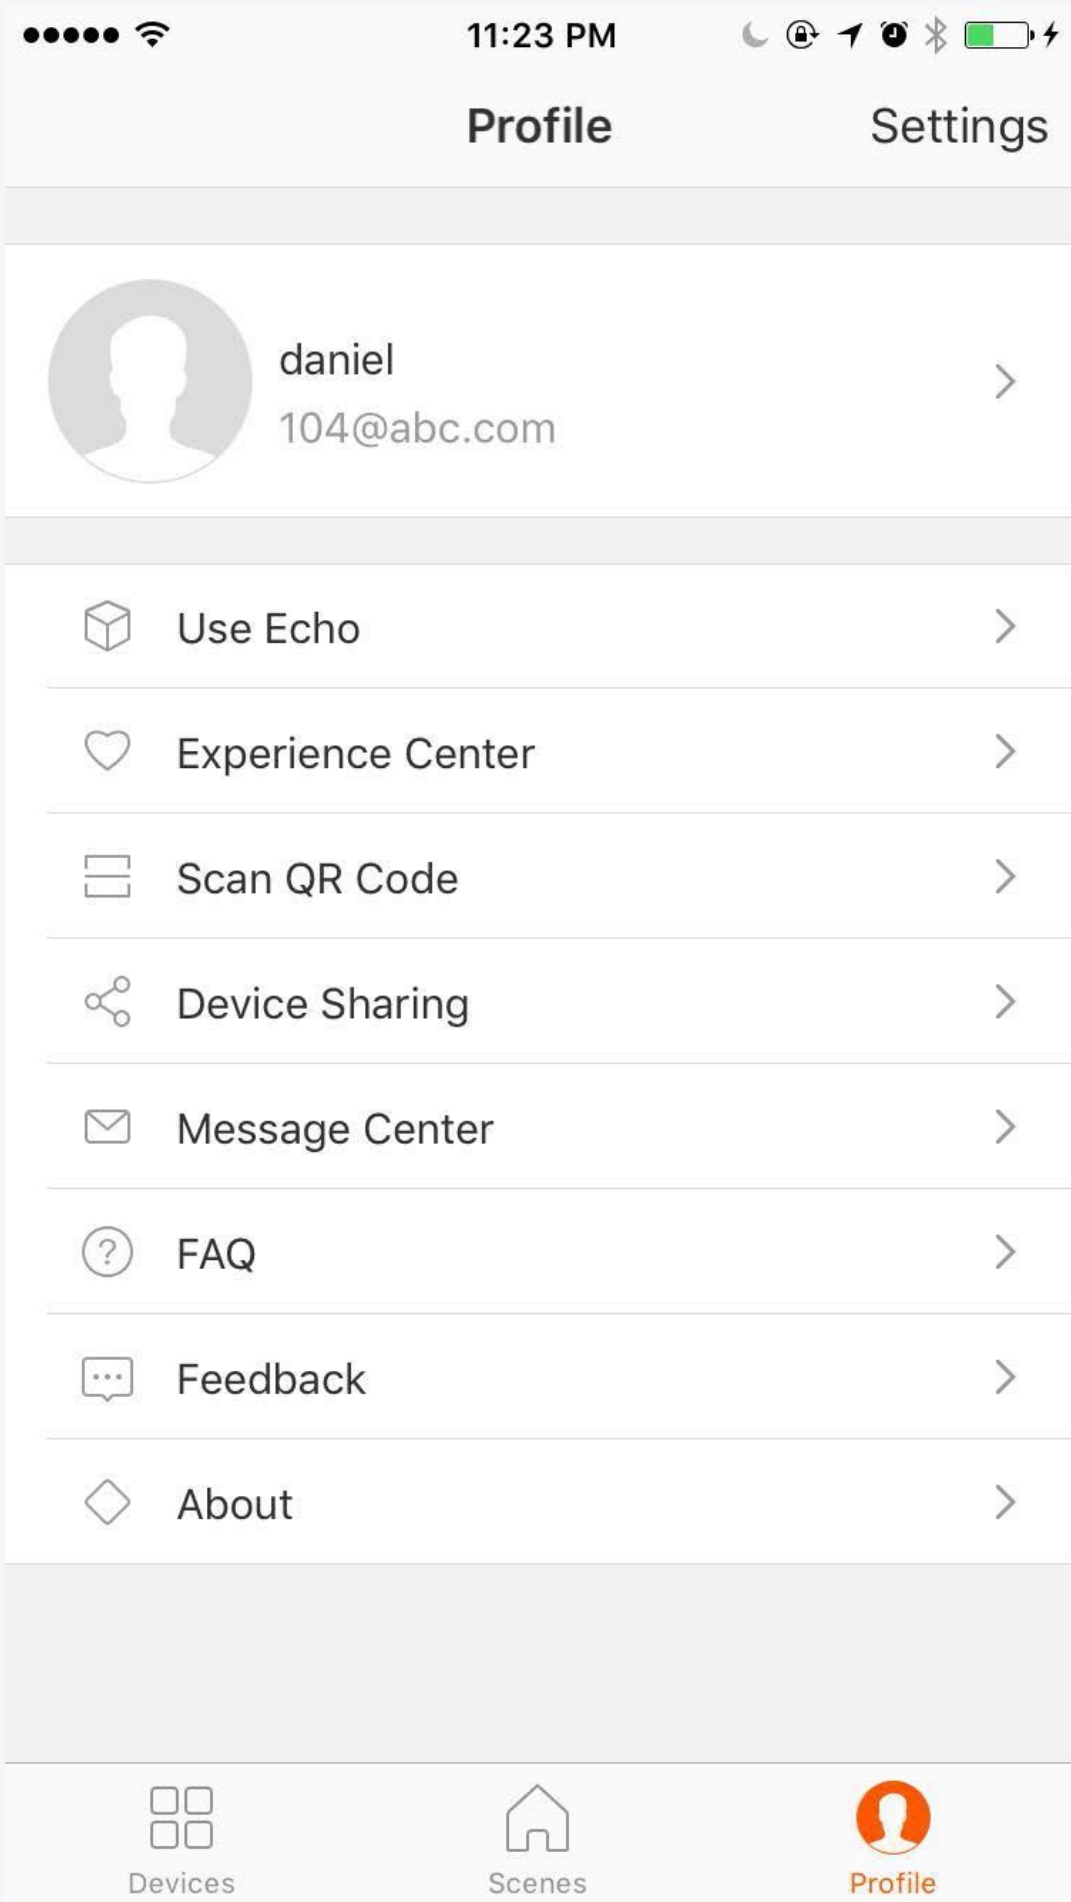 11:23 PM
Profile
Settings
daniel
104@abc.com
Use Echo
Experience Center
Scan QR Code
Device Sharing
Message Center
FAQ
Feedback
About
Devices
Scenes
Profile